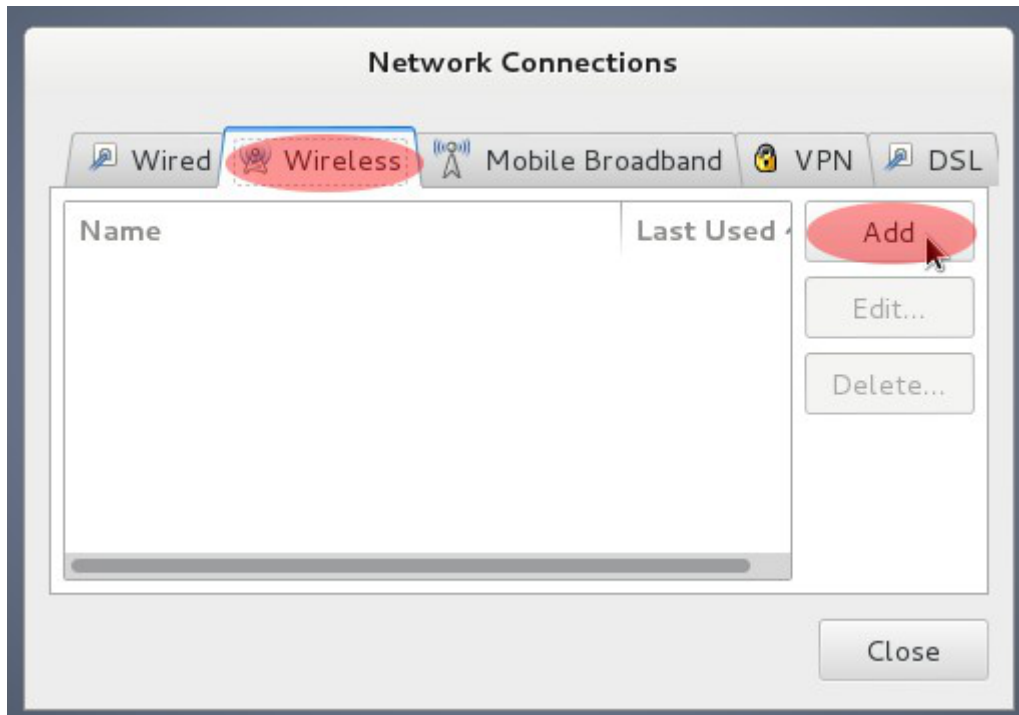 Network Connections
Wired Wireless Mobile Broadband VPN DSL
Name Last Used Add
Edit...
Delete...
Close